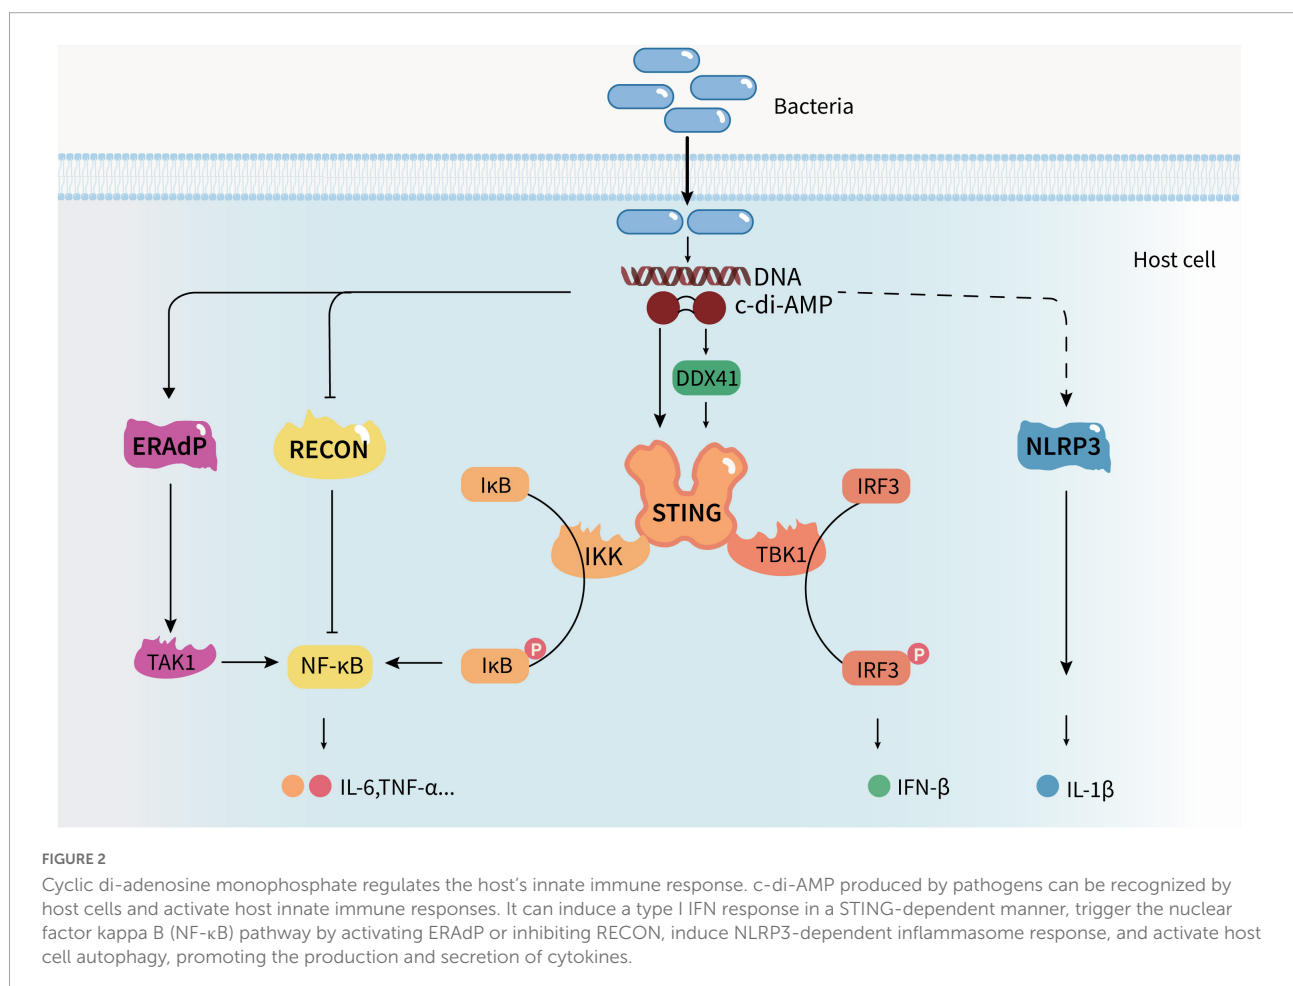 Bacteria
Host cell
DNA
c-di-AMP
DDX41
ERAdP
RECON
NLRP3
IκB
STING
IRF3
IKK
TBK1
TAK1
NF-κB
IκB
P
IRF3
P
IL-6,TNF-α...
IFN-β
IL-1β
FIGURE 2
Cyclic di-adenosine monophosphate regulates the host's innate immune response. c-di-AMP produced by pathogens can be recognized by
host cells and activate host innate immune responses. It can induce a type I IFN response in a STING-dependent manner, trigger the nuclear
factor kappa B (NF-κB) pathway by activating ERAdP or inhibiting RECON, induce NLRP3-dependent inflammasome response, and activate host
cell autophagy, promoting the production and secretion of cytokines.